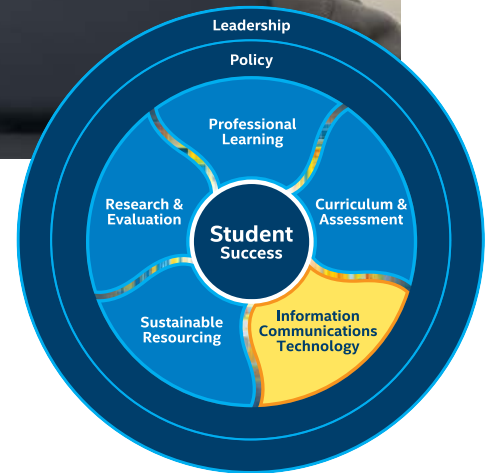 Leadership
Policy
Professional
Learning
Research &
Evaluation
Curriculum &
Assessment
Student
Success
Sustainable
Resourcing
Information
Communications
Technology